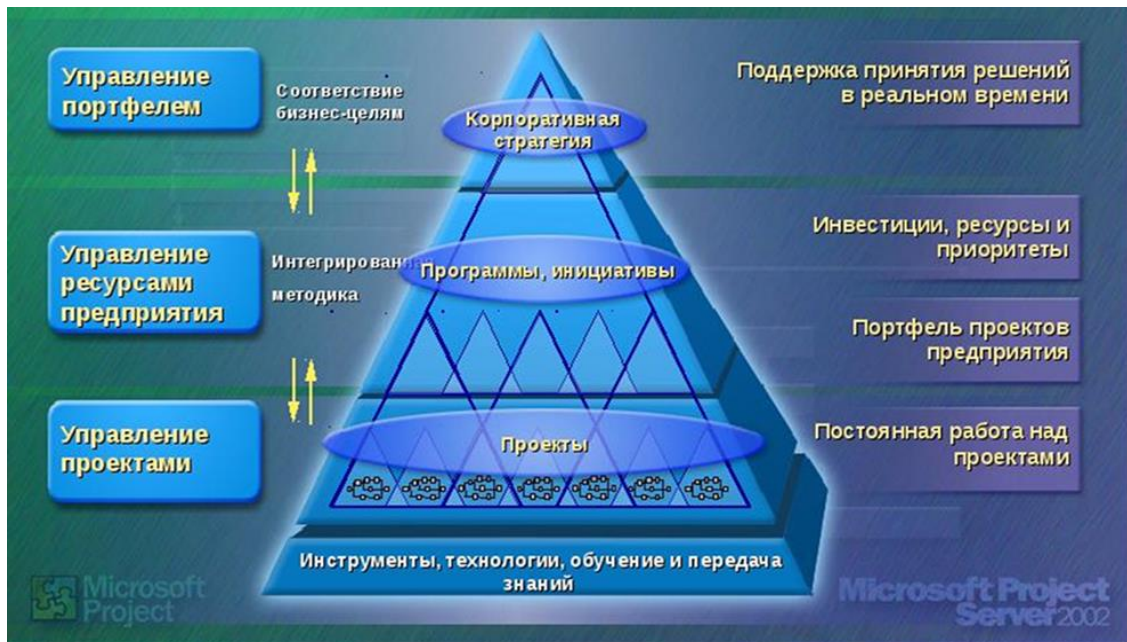 Управление
портфелем
Соответствие
бизнес-целям
Корпоративная
стратегия
Поддержка принятия решений
в реальном времени
Управление
ресурсами
предприятия
Интегрированная
методика
Программы, инициативы
Инвестиции, ресурсы и
приоритеты
Портфель проектов
предприятия
Управление
проектами
Проекты
Постоянная работа над
проектами
Инструменты, технологии, обучение и передача
знаний
Microsoft
Project
Microsoft Project
Server 2002